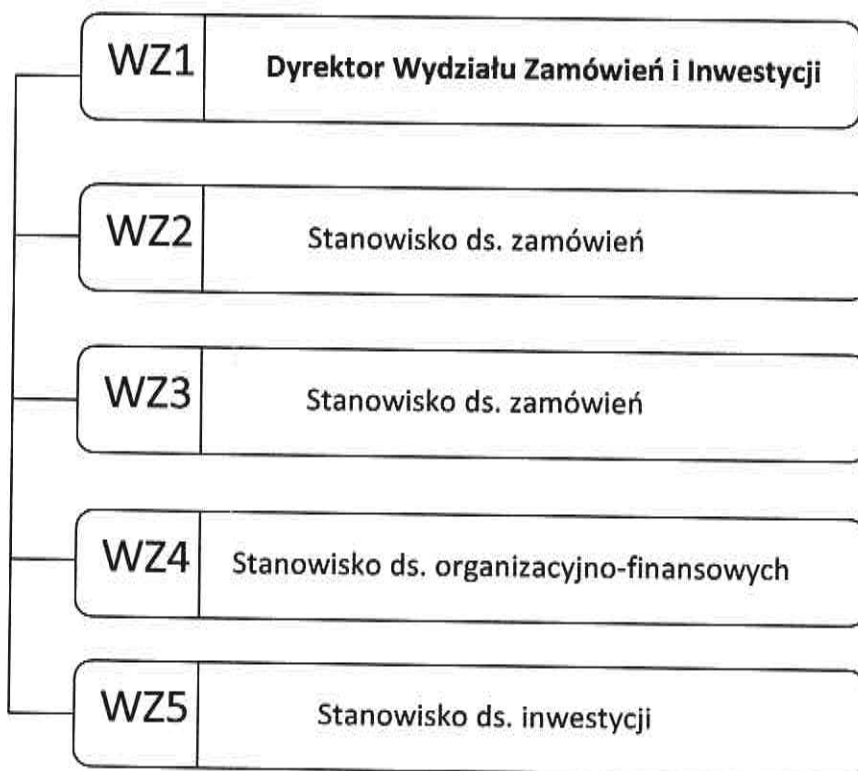 WZ1 Dyrektor Wydziału Zamówień i Inwestycji
WZ2 Stanowisko ds. zamówień
WZ3 Stanowisko ds. zamówień
WZ4 Stanowisko ds. organizacyjno-finansowych
WZ5 Stanowisko ds. inwestycji